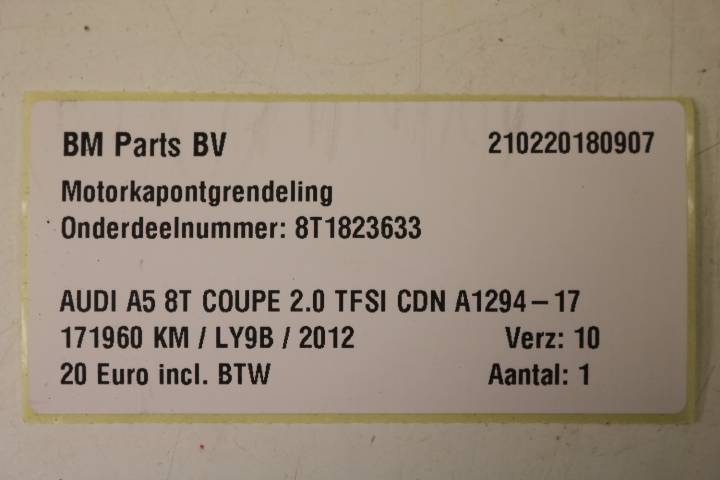 BM Parts BV 210220180907
Motorkapontgrendeling
Onderdeelnummer: 8T1823633
AUDI A5 8T COUPE 2.0 TFSI CDN A1294-17
171960 KM / LY9B / 2012 Verz: 10
20 Euro incl. BTW Aantal: 1